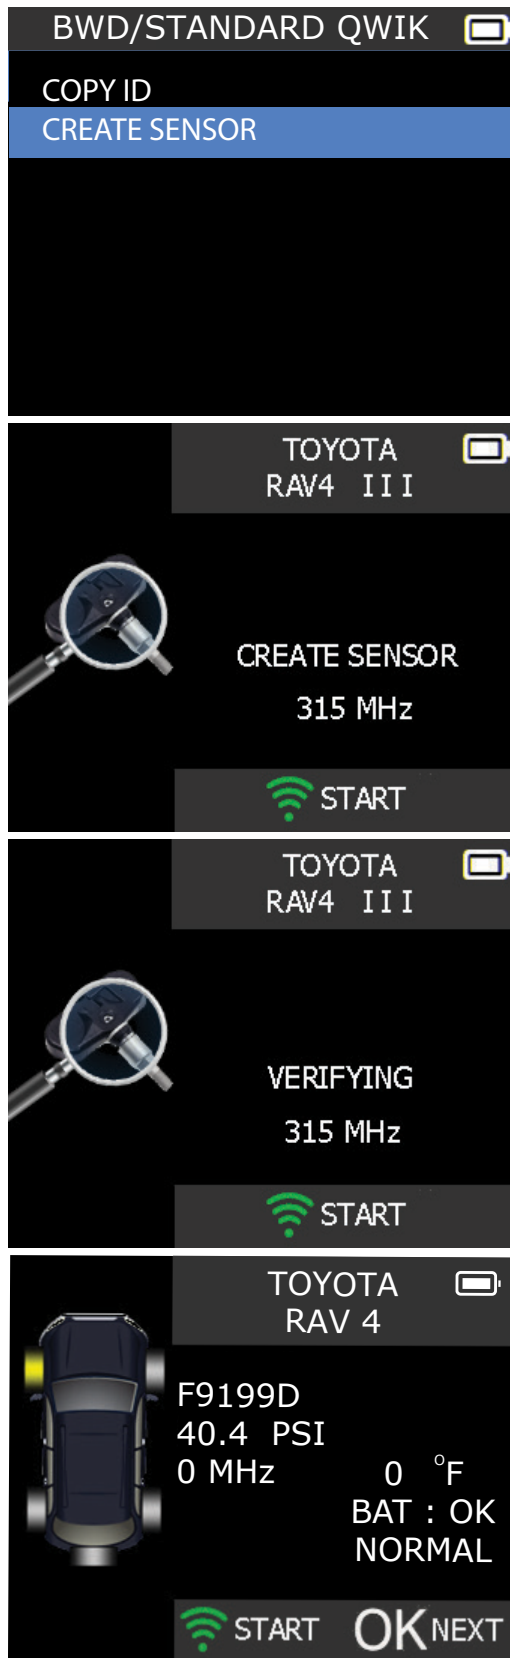 BWD/STANDARD QWIK
COPY ID
CREATE SENSOR
TOYOTA
RAV4 III
CREATE SENSOR
315 MHz
START
TOYOTA
RAV4 III
VERIFYING
315 MHz
START
TOYOTA
RAV 4
F9199D
40.4 PSI
0 MHz 0 °F
BAT : OK
NORMAL
START OK NEXT